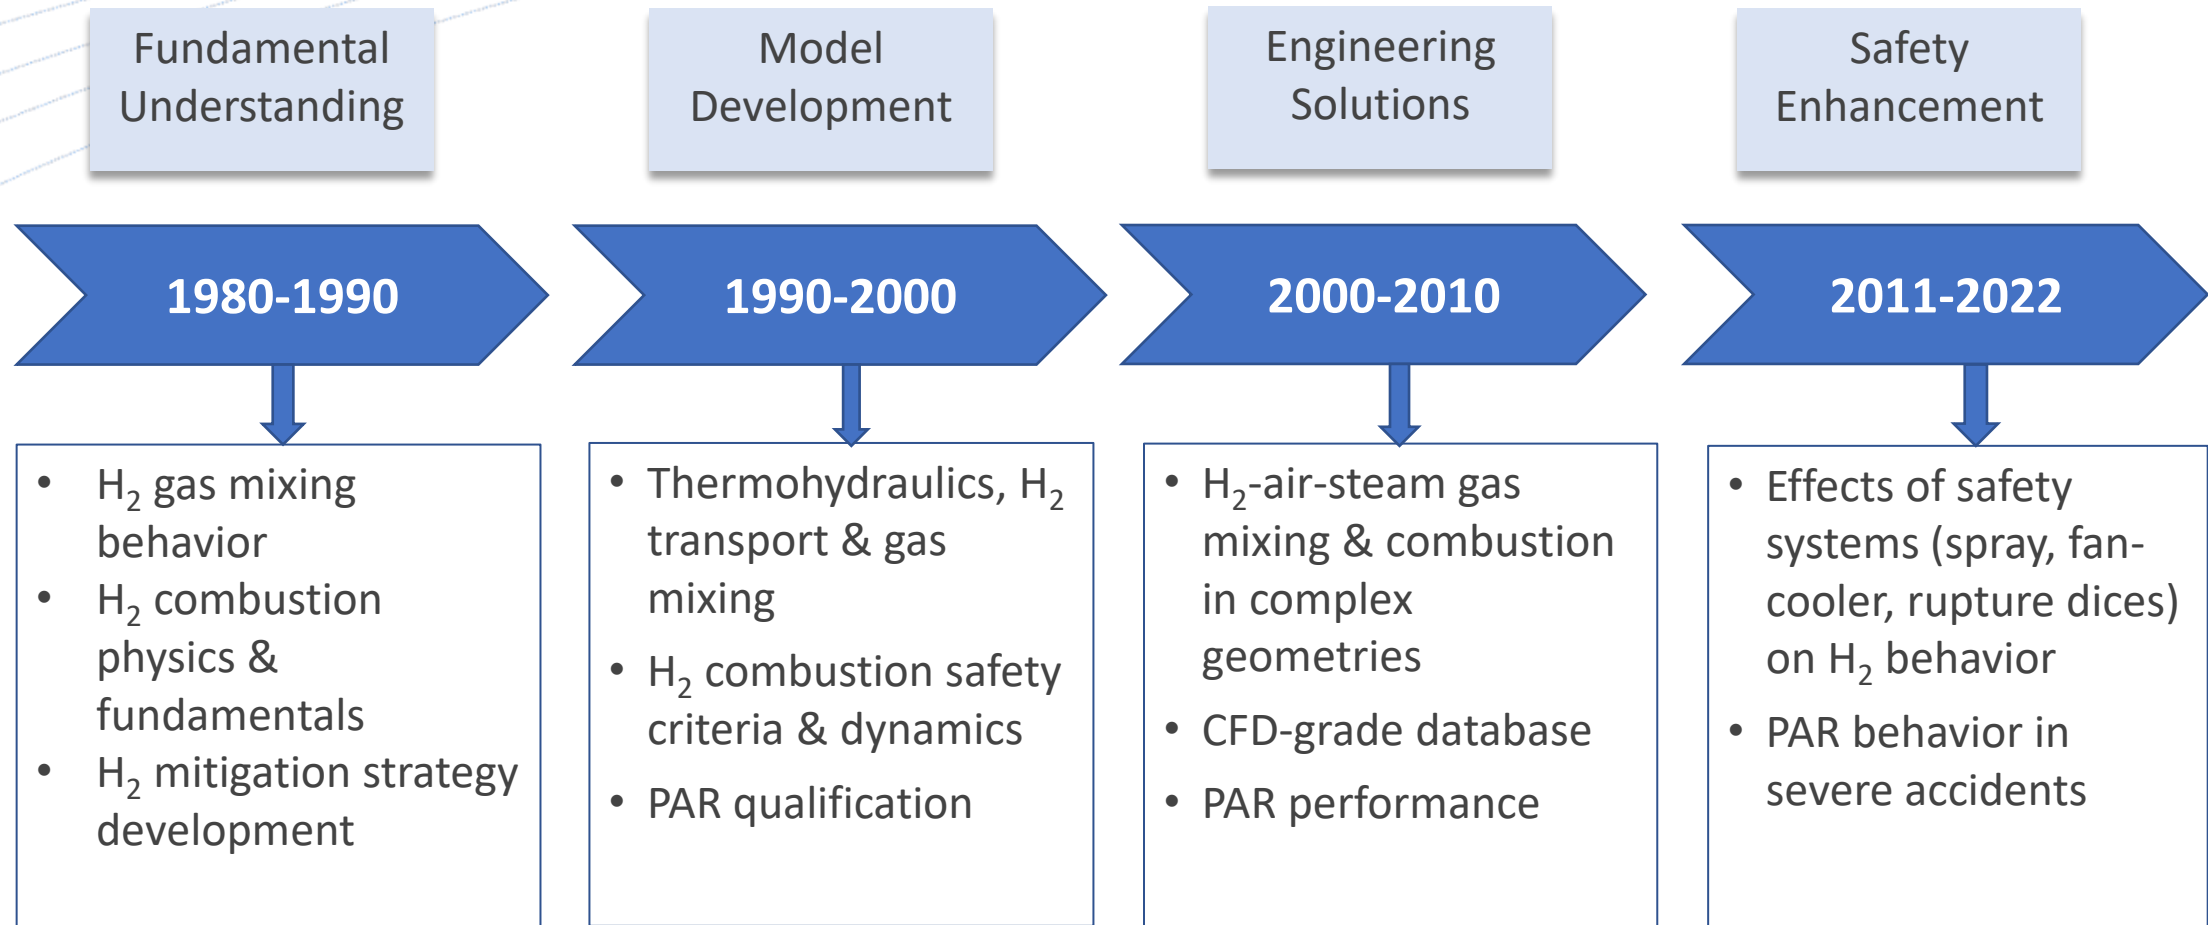 Fundamental
Understanding
Model
Development
Engineering
Solutions
Safety
Enhancement
1980-1990
1990-2000
2000-2010
2011-2022
• H₂ gas mixing
behavior
• H₂ combustion
physics &
fundamentals
• H₂ mitigation strategy
development
• Thermohydraulics, H₂
transport & gas
mixing
• H₂ combustion safety
criteria & dynamics
• PAR qualification
• H₂-air-steam gas
mixing & combustion
in complex
geometries
• CFD-grade database
• PAR performance
• Effects of safety
systems (spray, fan-
cooler, rupture dices)
on H₂ behavior
• PAR behavior in
severe accidents